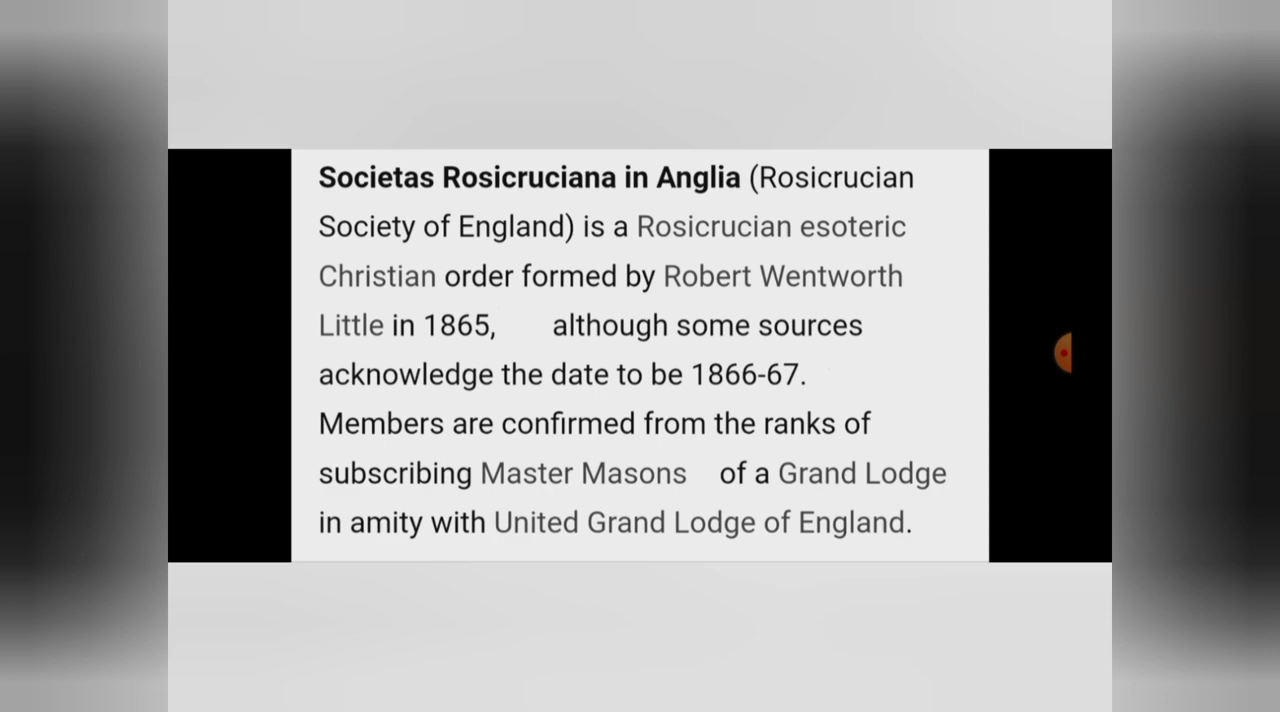 Societas Rosicruciana in Anglia (Rosicrucian
Society of England) is a Rosicrucian esoteric
Christian order formed by Robert Wentworth
Little in 1865, although some sources
acknowledge the date to be 1866-67.
Members are confirmed from the ranks of
subscribing Master Masons of a Grand Lodge
in amity with United Grand Lodge of England.